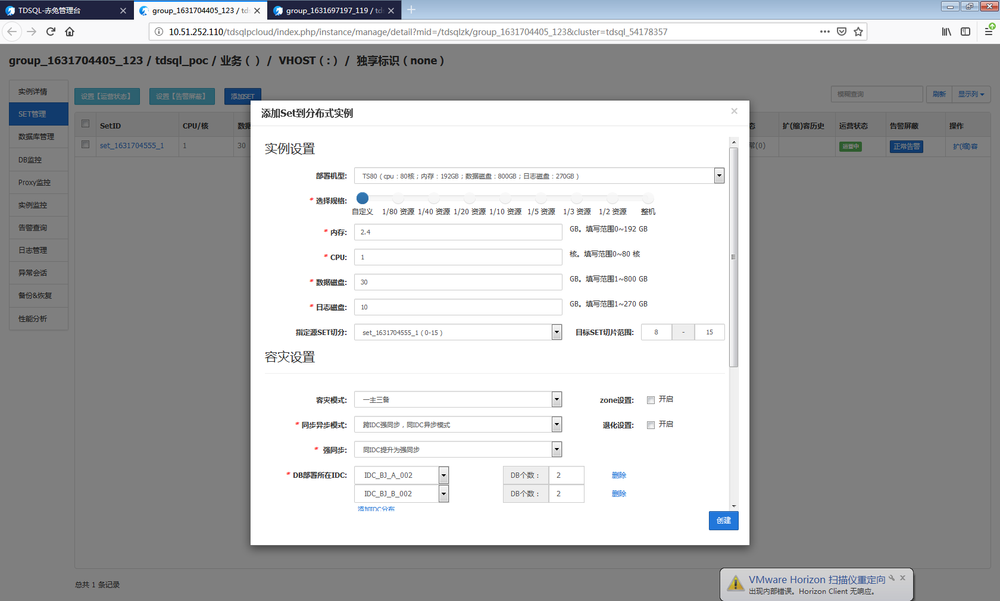 TDSQL-赤兔管理台
group_1631704405_123 / tds
group_1631697197_119 / tds
10.51.252.110/tdsqlpcloud/index.php/instance/manage/detail?mid=/tdsqlzk/group_1631704405_123&cluster=tdsql_54178357
group_1631704405_123 / tdsql_poc / 业务 ( ) / VHOST ( : ) / 独享标识 ( none )
实例详情
SET管理
数据库管理
DB监控
Proxy监控
实例监控
告警查询
日志管理
异常会话
备份&恢复
性能分析
设置【运营状态】
设置【告警屏蔽】
添加SET
模糊查询
刷新
显示列
SetID
CPU/核
数据
态
扩(缩)容历史
运营状态
告警屏蔽
操作
set_1631704555_1
1
30
常(0)
运营中
正常告警
扩(缩)容
添加Set到分布式实例
×
实例设置
部署机型:
TS80 ( cpu : 80核 ; 内存 : 192GB ; 数据磁盘 : 800GB ; 日志磁盘 : 270GB )
* 选择规格:
自定义 1/80 资源 1/40 资源 1/20 资源 1/10 资源 1/5 资源 1/3 资源 1/2 资源 整机
* 内存:
2.4
GB。填写范围0~192 GB
* CPU:
1
核。填写范围0~80 核
* 数据磁盘:
30
GB。填写范围1~800 GB
* 日志磁盘:
10
GB。填写范围1~270 GB
指定源SET切分:
set_1631704555_1 ( 0-15 )
目标SET切片范围:
8 - 15
容灾设置
容灾模式:
一主三备
zone设置:
开启
* 同步异步模式:
跨IDC强同步 , 同IDC异步模式
退化设置:
开启
* 强同步:
同IDC提升为强同步
* DB部署所在IDC:
IDC_BJ_A_002
DB个数 :
2
删除
IDC_BJ_B_002
DB个数 :
2
删除
添加IDC分布
创建
总共 1 条记录
VMware Horizon 扫描仪重定向
出现内部错误。Horizon Client 无响应。